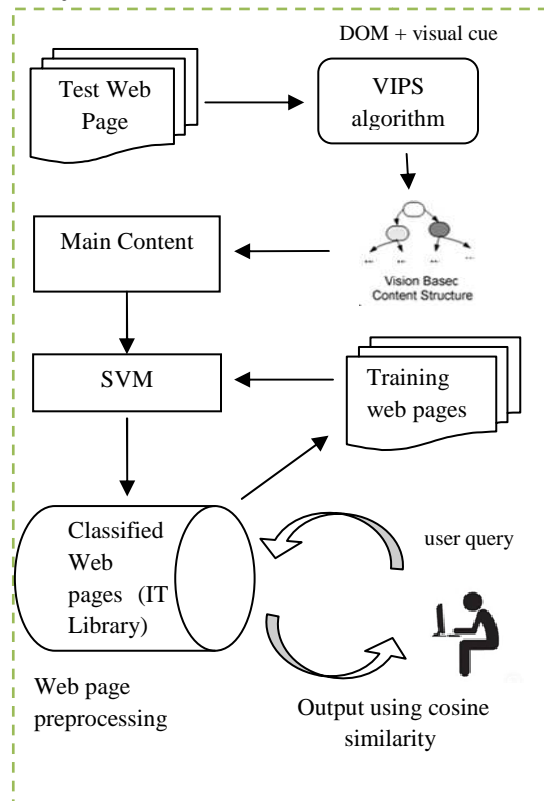 DOM + visual cue
Test Web
Page
VIPS
algorithm
Main Content
Vision Basec
Content Structure
SVM
Training
web pages
Classified
Web
pages (IT
Library)
user query
Web page
preprocessing
Output using cosine
similarity